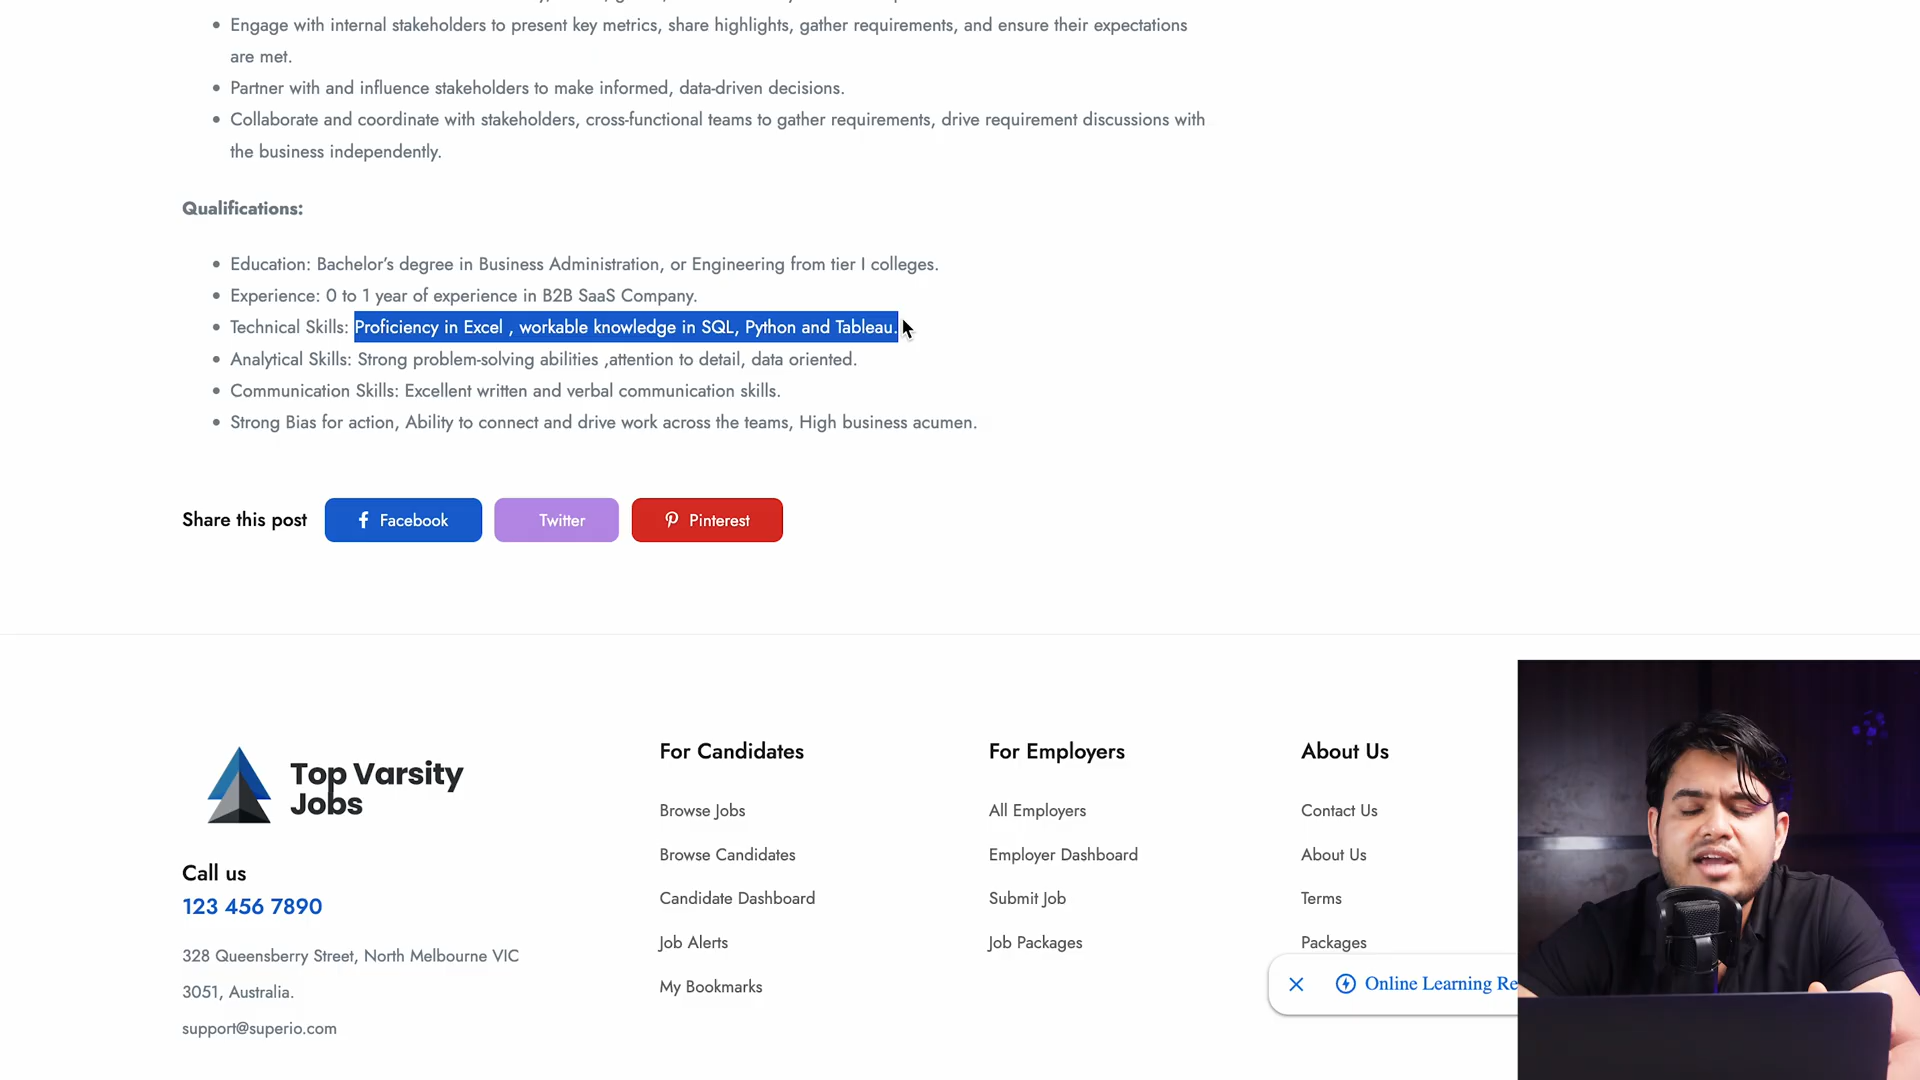 Engage with internal stakeholders to present key metrics, share highlights, gather requirements, and ensure their expectations
are met.
Partner with and influence stakeholders to make informed, data-driven decisions.
Collaborate and coordinate with stakeholders, cross-functional teams to gather requirements, drive requirement discussions with
the business independently.
Qualifications:
Education: Bachelor’s degree in Business Administration, or Engineering from tier I colleges.
Experience: 0 to 1 year of experience in B2B SaaS Company.
Technical Skills: Proficiency in Excel , workable knowledge in SQL, Python and Tableau.
Analytical Skills: Strong problem-solving abilities ,attention to detail, data oriented.
Communication Skills: Excellent written and verbal communication skills.
Strong Bias for action, Ability to connect and drive work across the teams, High business acumen.
Share this post
Facebook
Twitter
Pinterest
Top Varsity
Jobs
Call us
123 456 7890
328 Queensberry Street, North Melbourne VIC
3051, Australia.
support@superio.com
For Candidates
Browse Jobs
Browse Candidates
Candidate Dashboard
Job Alerts
My Bookmarks
For Employers
All Employers
Employer Dashboard
Submit Job
Job Packages
About Us
Contact Us
About Us
Terms
Packages
Online Learning Re